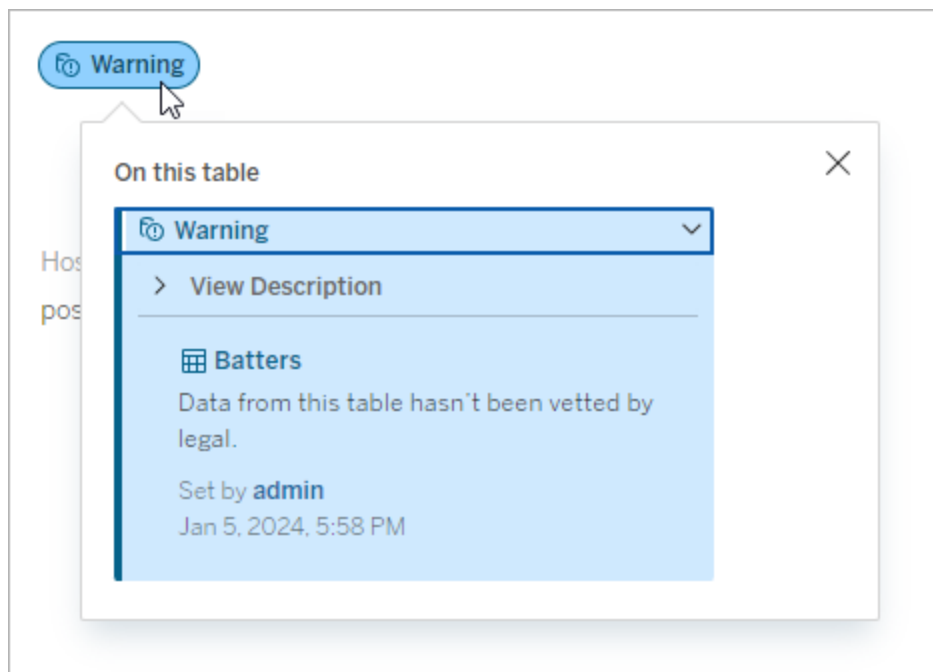 Warning
On this table
Warning
View Description
Batters
Data from this table hasn't been vetted by
legal.
Set by admin
Jan 5, 2024, 5:58 PM